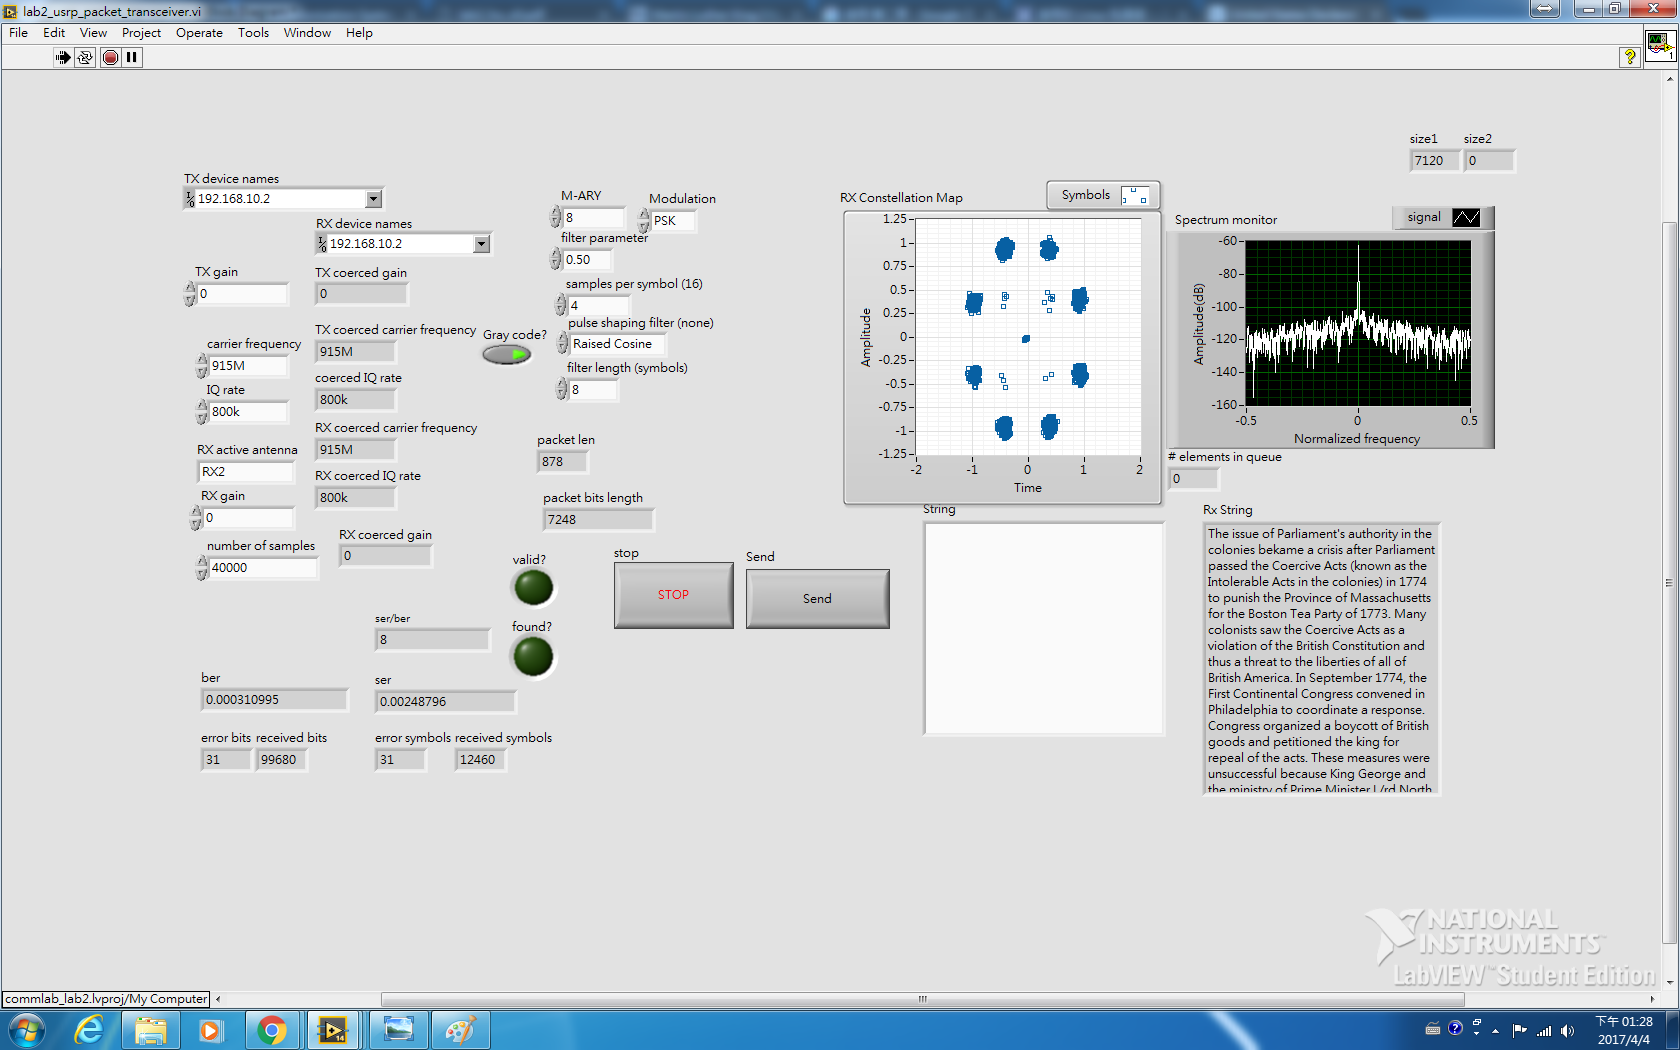 lab2_usrp_packet_transceiver.vi
File Edit View Project Operate Tools Window Help
size1 size2
7120 0
TX device names
192.168.10.2
RX device names
192.168.10.2
TX gain
0
TX coerced gain
0
carrier frequency
915M
TX coerced carrier frequency
915M
IQ rate
800k
coerced IQ rate
800k
RX active antenna
RX2
RX coerced carrier frequency
915M
RX gain
0
RX coerced IQ rate
800k
number of samples
40000
RX coerced gain
0
Gray code?
M-ARY
8
Modulation
PSK
filter parameter
0.50
samples per symbol (16)
4
pulse shaping filter (none)
Raised Cosine
filter length (symbols)
8
packet len
878
packet bits length
7248
valid?
found?
stop
STOP
Send
Send
ser/ber
8
ber
0.000310995
ser
0.00248796
error bits received bits
31 99680
error symbols received symbols
31 12460
RX Constellation Map
Symbols
1.25
1
0.75
0.5
0.25
0
-0.25
-0.5
-0.75
-1
-1.25
Amplitude
-2 -1 0 1 2
Time
Spectrum monitor
signal
-60
-80
-100
-120
-140
-160
Amplitude(dB)
-0.5 0 0.5
Normalized frequency
# elements in queue
0
String
Rx String
The issue of Parliament's authority in the
colonies bekame a crisis after Parliament
passed the Coercive Acts (known as the
Intolerable Acts in the colonies) in 1774
to punish the Province of Massachusetts
for the Boston Tea Party of 1773. Many
colonists saw the Coercive Acts as a
violation of the British Constitution and
thus a threat to the liberties of all of
British America. In September 1774, the
First Continental Congress convened in
Philadelphia to coordinate a response.
Congress organized a boycott of British
goods and petitioned the king for
repeal of the acts. These measures were
unsuccessful because King George and
the ministry of Prime Minister L/rd North
NATIONAL
INSTRUMENTS™
LabVIEW™ Student Edition
commlab_lab2.lvproj/My Computer
下午 01:28
2017/4/4